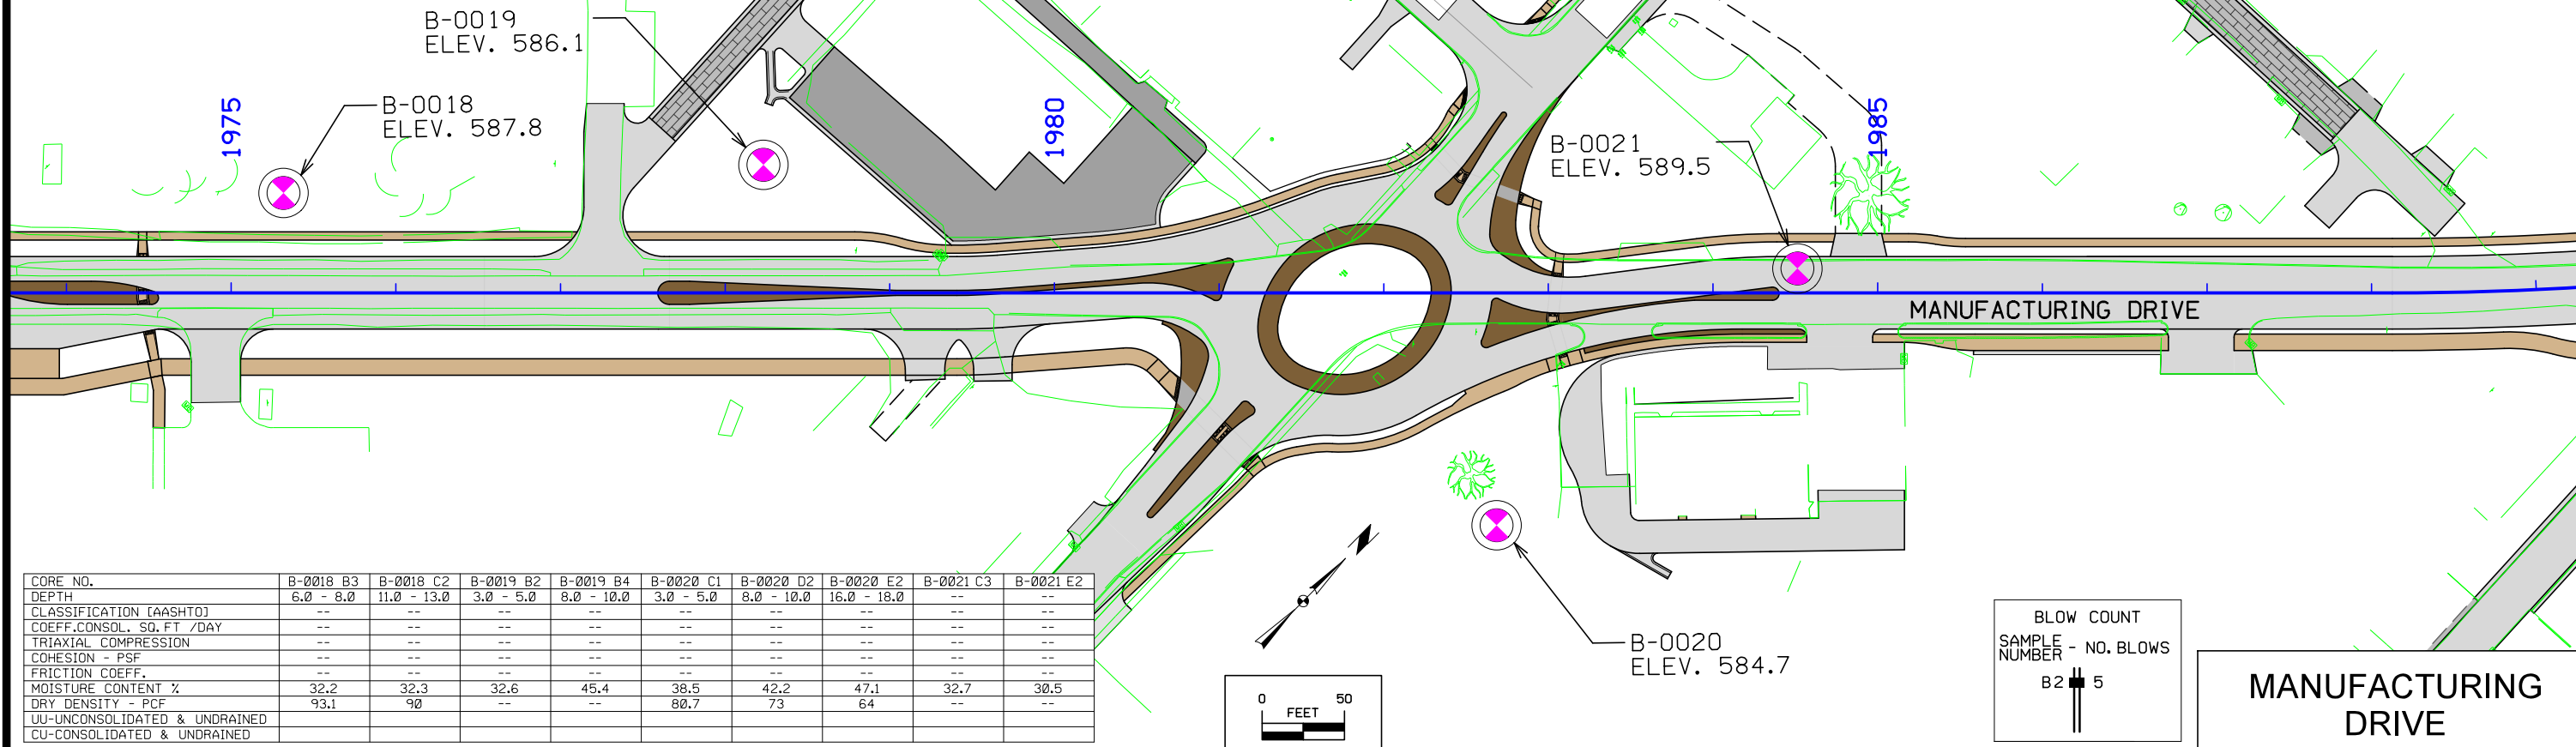 B-0019
ELEV. 586.1
B-0018
ELEV. 587.8
1975
1980
B-0021
ELEV. 589.5
1985
MANUFACTURING DRIVE
CORE NO. B-0018 B3 B-0018 C2 B-0019 B2 B-0019 B4 B-0020 C1 B-0020 D2 B-0020 E2 B-0021 C3 B-0021 E2
DEPTH 6.0 - 8.0 11.0 - 13.0 3.0 - 5.0 8.0 - 10.0 3.0 - 5.0 8.0 - 10.0 16.0 - 18.0 -- --
CLASSIFICATION [AASHTO] -- -- -- -- -- -- -- -- --
COEFF.CONSOL. SQ.FT /DAY -- -- -- -- -- -- -- -- --
TRIAXIAL COMPRESSION -- -- -- -- -- -- -- -- --
COHESION - PSF -- -- -- -- -- -- -- -- --
FRICTION COEFF. -- -- -- -- -- -- -- -- --
MOISTURE CONTENT % 32.2 32.3 32.6 45.4 38.5 42.2 47.1 32.7 30.5
DRY DENSITY - PCF 93.1 90 -- -- 80.7 73 64 -- --
UU-UNCONSOLIDATED & UNDRAINED
CU-CONSOLIDATED & UNDRAINED
B-0020
ELEV. 584.7
0 50
FEET
BLOW COUNT
SAMPLE NUMBER - NO. BLOWS
B2 5
MANUFACTURING
DRIVE